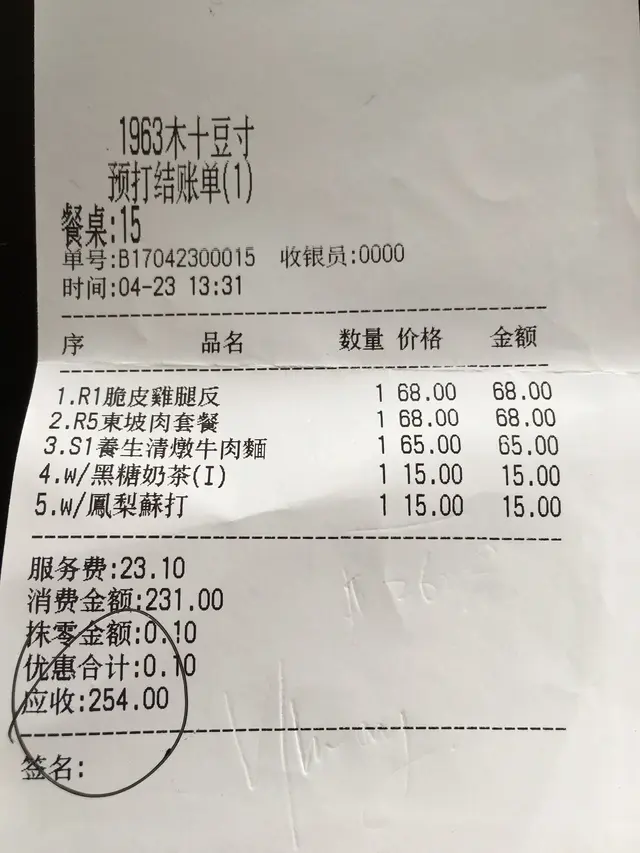 1963木十豆寸
预打结账单(1)
餐桌:15
单号:B17042300015 收银员:0000
时间:04-23 13:31
序 品名 数量 价格 金额
1.R1脆皮雞腿反 1 68.00 68.00
2.R5東坡肉套餐 1 68.00 68.00
3.S1養生清燉牛肉麵 1 65.00 65.00
4.w/黑糖奶茶(I) 1 15.00 15.00
5.w/鳳梨蘇打 1 15.00 15.00
服务费:23.10
消费金额:231.00
抹零金额:0.10
优惠合计:0.10
应收:254.00
签名: